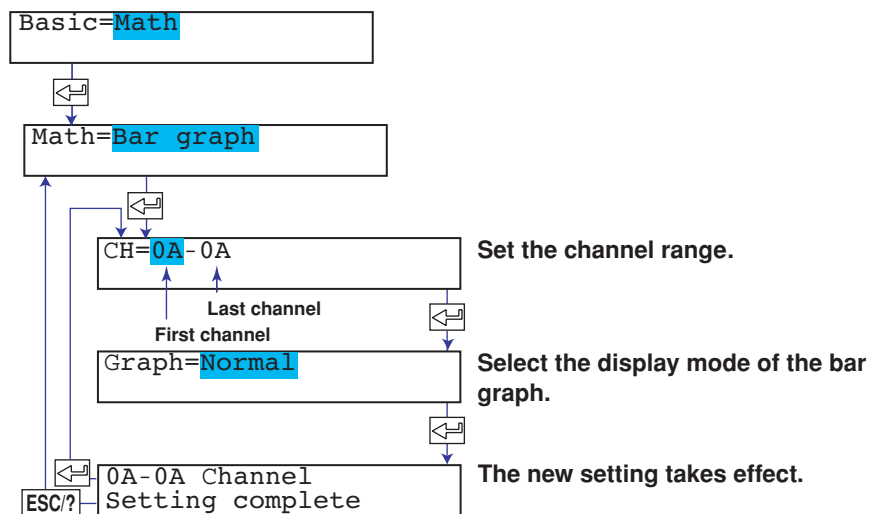 Basic=Math
Math=Bar graph
CH=0A-0A
Set the channel range.
Last channel
First channel
Graph=Normal
Select the display mode of the bar
graph.
0A-0A Channel
Setting complete
The new setting takes effect.
ESC/?